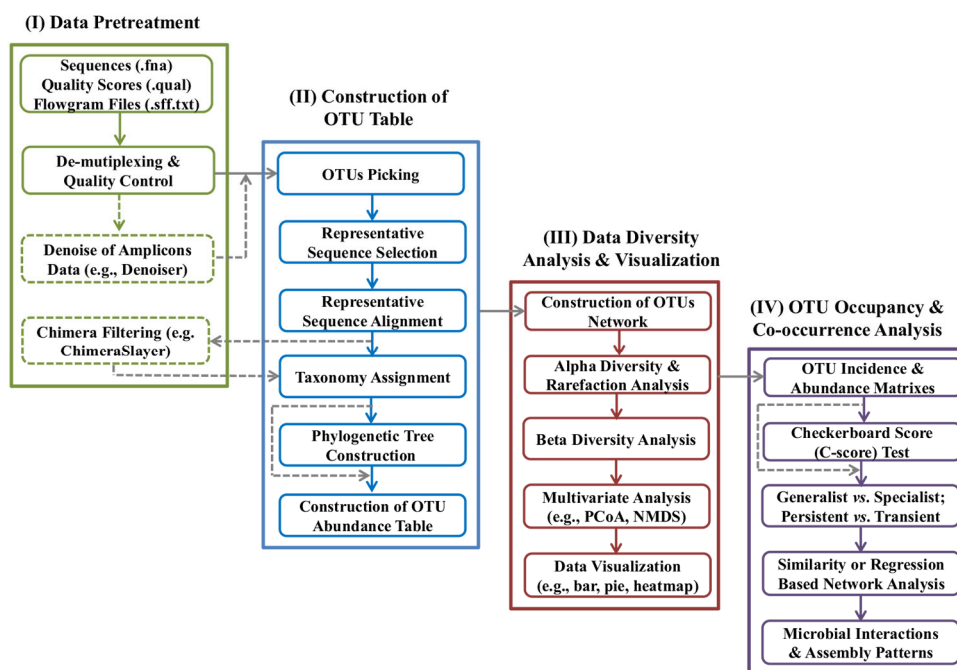 (I) Data Pretreatment
Sequences (.fna)
Quality Scores (.qual)
Flowgram Files (.sff.txt)
De-mutiplexing &
Quality Control
Denoise of Amplicons
Data (e.g., Denoiser)
Chimera Filtering (e.g.
ChimeraSlayer)
(II) Construction of
OTU Table
OTUs Picking
Representative
Sequence Selection
Representative
Sequence Alignment
Taxonomy Assignment
Phylogenetic Tree
Construction
Construction of OTU
Abundance Table
(III) Data Diversity
Analysis & Visualization
Construction of OTUs
Network
Alpha Diversity &
Rarefaction Analysis
Beta Diversity Analysis
Multivariate Analysis
(e.g., PCoA, NMDS)
Data Visualization
(e.g., bar, pie, heatmap)
(IV) OTU Occupancy &
Co-occurrence Analysis
OTU Incidence &
Abundance Matrixes
Checkerboard Score
(C-score) Test
Generalist vs. Specialist;
Persistent vs. Transient
Similarity or Regression
Based Network Analysis
Microbial Interactions
& Assembly Patterns